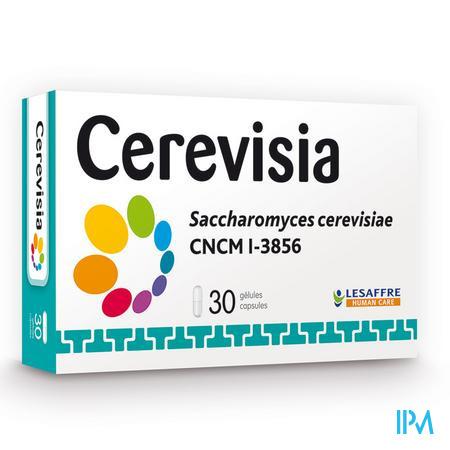 Cerevisia
Cerevisia
Saccharomyces cerevisiae
CNCM I-3856
30 gélules
capsules
LESAFFRE
HUMAN CARE
30
IPM